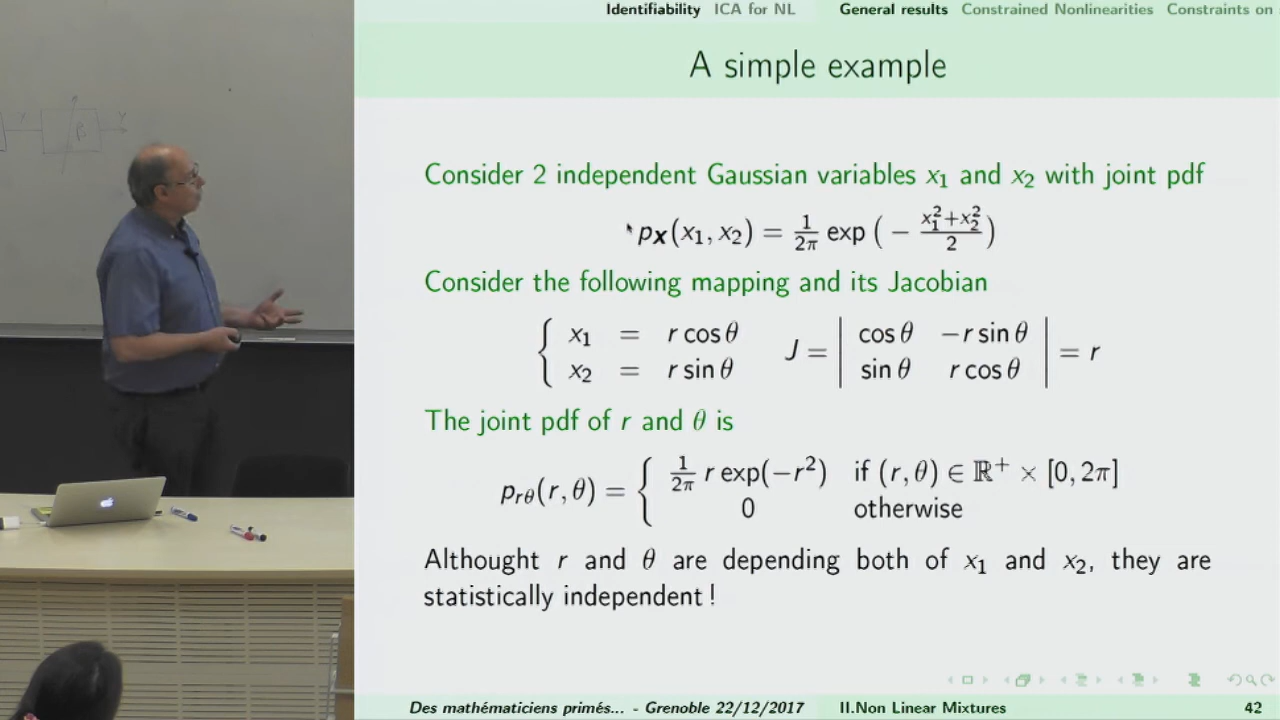 Identifiability ICA for NL General results Constrained Nonlinearities Constraints on
A simple example
Consider 2 independent Gaussian variables x₁ and x₂ with joint pdf
p_X(x₁, x₂) = 1/2π exp ( − (x₁²+x₂²)/2 )
Consider the following mapping and its Jacobian
{ x₁ = r cos θ
x₂ = r sin θ
J = | cos θ −r sin θ
sin θ r cos θ | = r
The joint pdf of r and θ is
p_rθ(r, θ) = { 1/2π r exp(−r²) if (r, θ) ∈ ℝ⁺ × [0, 2π]
0 otherwise
Althought r and θ are depending both of x₁ and x₂, they are
statistically independent !
Des mathématiciens primés... - Grenoble 22/12/2017 II.Non Linear Mixtures 42